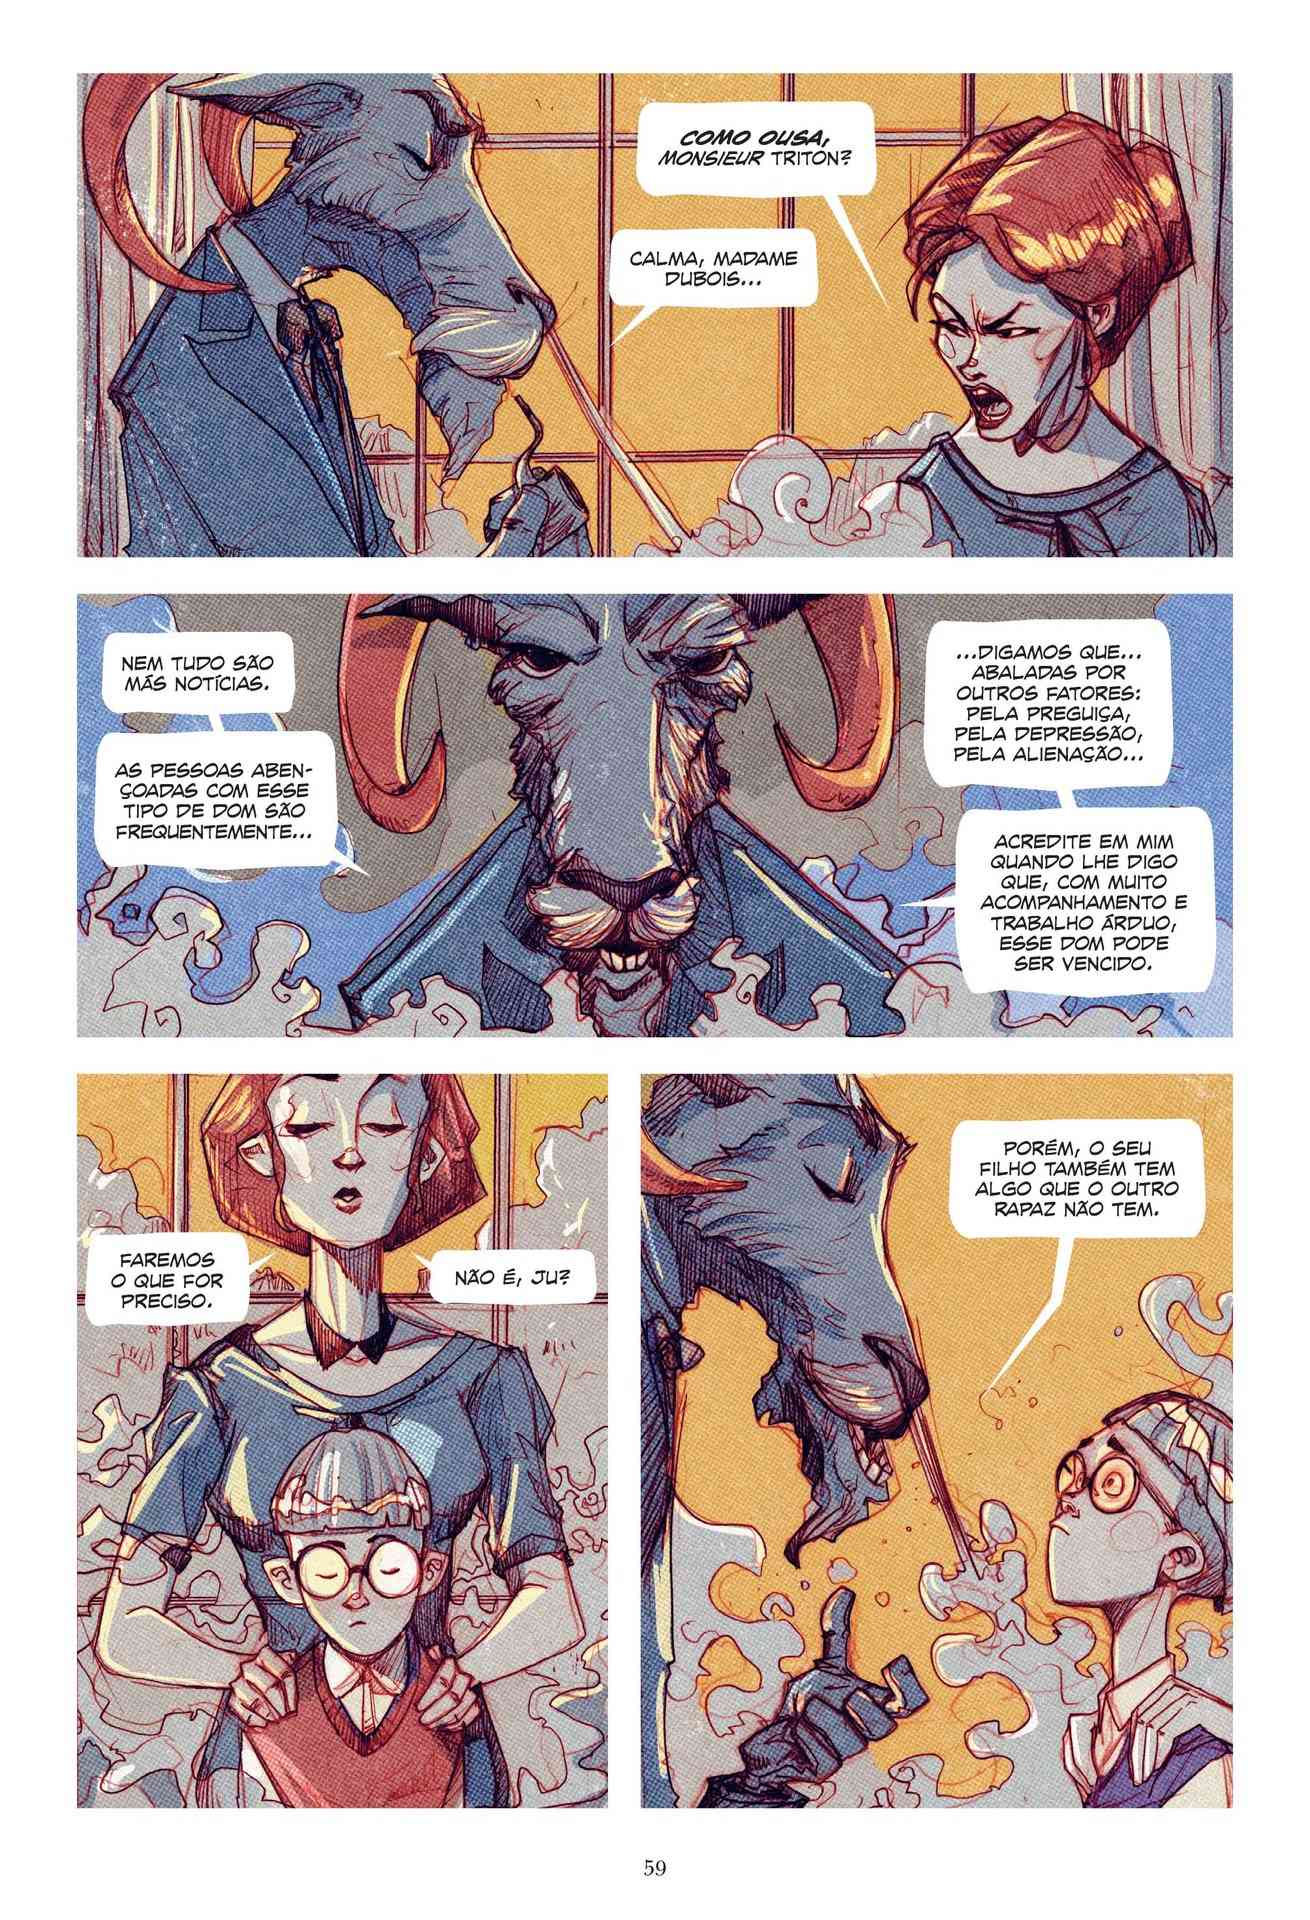 COMO OUSA,
MONSIEUR TRITON?
CALMA, MADAME
DUBOIS...
NEM TUDO SÃO
MÁS NOTÍCIAS.
AS PESSOAS ABEN-
ÇOADAS COM ESSE
TIPO DE DOM SÃO
FREQUENTEMENTE...
...DIGAMOS QUE...
ABALADAS POR
OUTROS FATORES:
PELA PREGUIÇA,
PELA DEPRESSÃO,
PELA ALIENAÇÃO...
ACREDITE EM MIM
QUANDO LHE DIGO
QUE, COM MUITO
ACOMPANHAMENTO E
TRABALHO ÁRDUO,
ESSE DOM PODE
SER VENCIDO.
FAREMOS
O QUE FOR
PRECISO.
NÃO É, JU?
PORÉM, O SEU
FILHO TAMBÉM TEM
ALGO QUE O OUTRO
RAPAZ NÃO TEM.
59